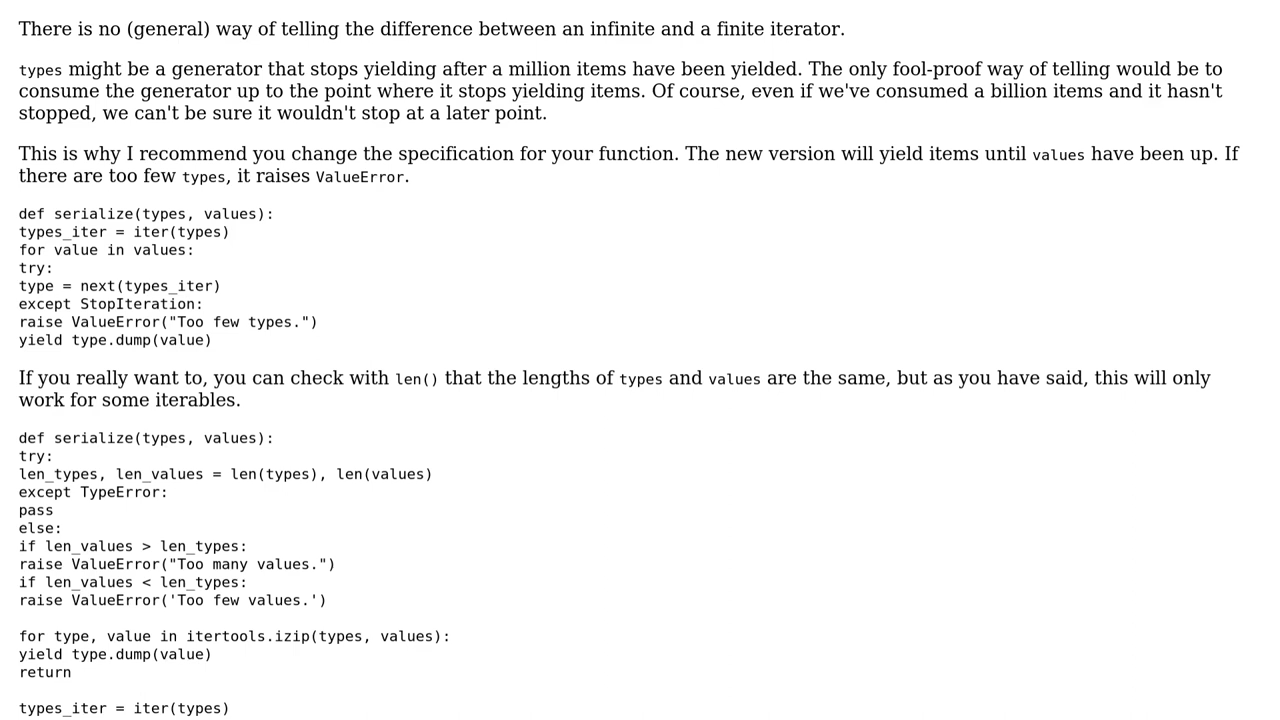 There is no (general) way of telling the difference between an infinite and a finite iterator.
types might be a generator that stops yielding after a million items have been yielded. The only fool-proof way of telling would be to
consume the generator up to the point where it stops yielding items. Of course, even if we've consumed a billion items and it hasn't
stopped, we can't be sure it wouldn't stop at a later point.
This is why I recommend you change the specification for your function. The new version will yield items until values have been up. If
there are too few types, it raises ValueError.
def serialize(types, values):
types_iter = iter(types)
for value in values:
try:
type = next(types_iter)
except StopIteration:
raise ValueError("Too few types.")
yield type.dump(value)
If you really want to, you can check with len() that the lengths of types and values are the same, but as you have said, this will only
work for some iterables.
def serialize(types, values):
try:
len_types, len_values = len(types), len(values)
except TypeError:
pass
else:
if len_values > len_types:
raise ValueError("Too many values.")
if len_values < len_types:
raise ValueError('Too few values.')
for type, value in itertools.izip(types, values):
yield type.dump(value)
return
types_iter = iter(types)